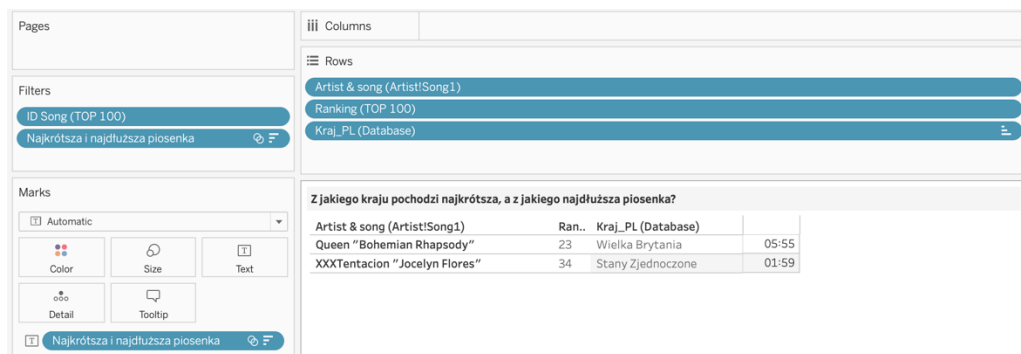 Pages
Columns
Rows
Artist & song (Artist!Song1)
Ranking (TOP 100)
Kraj_PL (Database)
Filters
ID Song (TOP 100)
Najkrótsza i najdłuższa piosenka
Marks
Automatic
Color Size Text
Detail Tooltip
Najkrótsza i najdłuższa piosenka
Z jakiego kraju pochodzi najkrótsza, a z jakiego najdłuższa piosenka?
Artist & song (Artist!Song1) Ran.. Kraj_PL (Database)
Queen "Bohemian Rhapsody" 23 Wielka Brytania 05:55
XXXTentacion "Jocelyn Flores" 34 Stany Zjednoczone 01:59